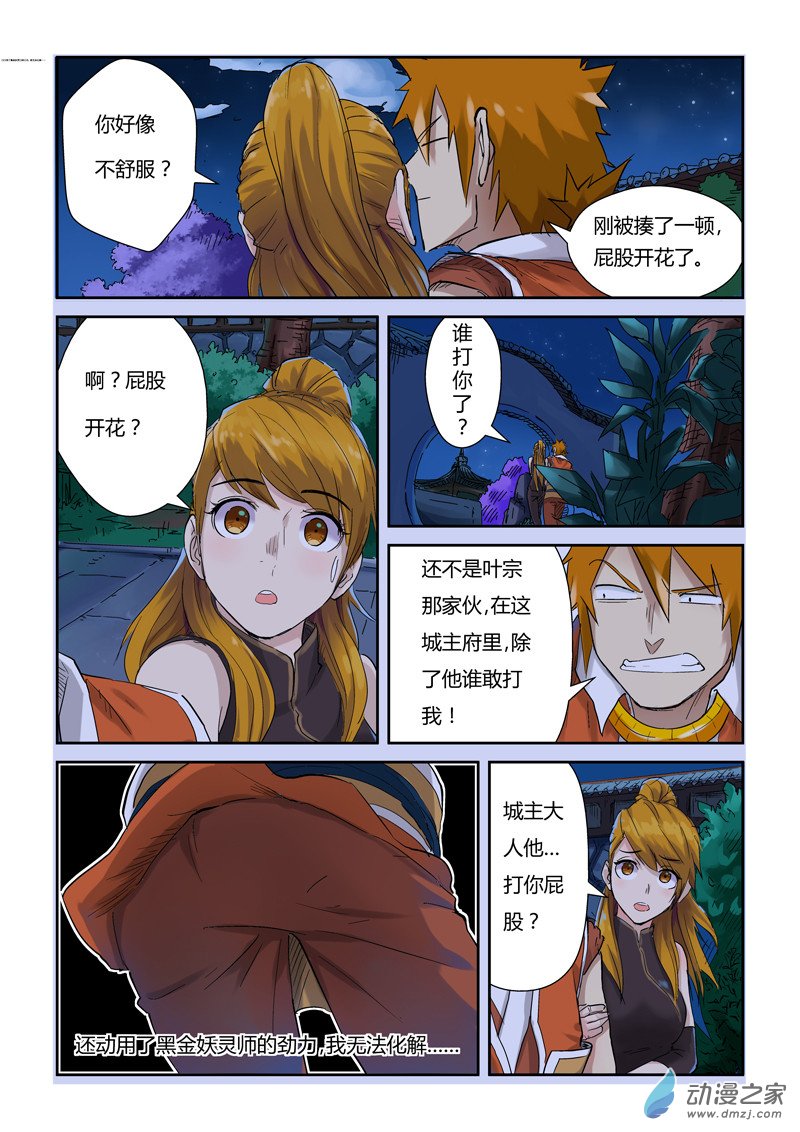 你好像
不舒服？
刚被揍了一顿，
屁股开花了。
啊？屁股
开花？
谁打你了？
还不是叶宗
那家伙，在这
城主府里，除
了他谁敢打
我！
还动用了黑金妖灵师的劲力，我无法化解……
城主大
人他…
打你屁
股？
动漫之家
www.dmzj.com